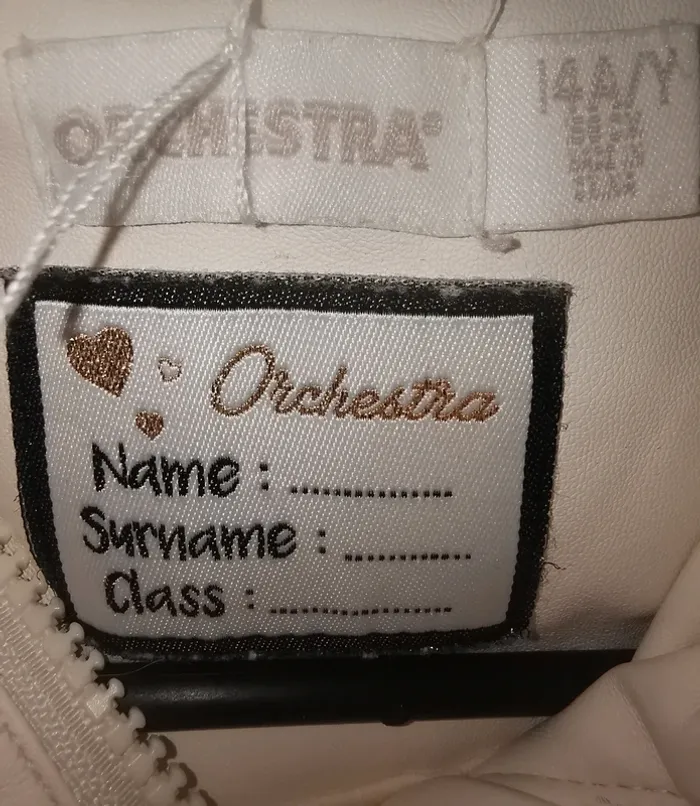 ORCHESTRA®
14A/Y
Orchestra
Name : ..............
Surname : ...........
Class : ................